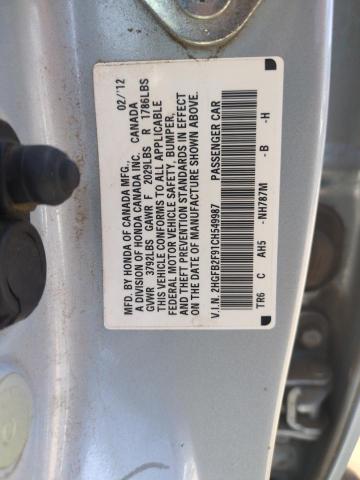 MFD. BY HONDA OF CANADA MFG., 02/'12
A DIVISION OF HONDA CANADA INC. CANADA
GVWR 3792LBS GAWR F 2029LBS R 1786LBS
THIS VEHICLE CONFORMS TO ALL APPLICABLE
FEDERAL MOTOR VEHICLE SAFETY, BUMPER,
AND THEFT PREVENTION STANDARDS IN EFFECT
ON THE DATE OF MANUFACTURE SHOWN ABOVE.
V.I.N. 2HGFB2F91CH549987 PASSENGER CAR
TR6 C AH5 -NH787M -B -H